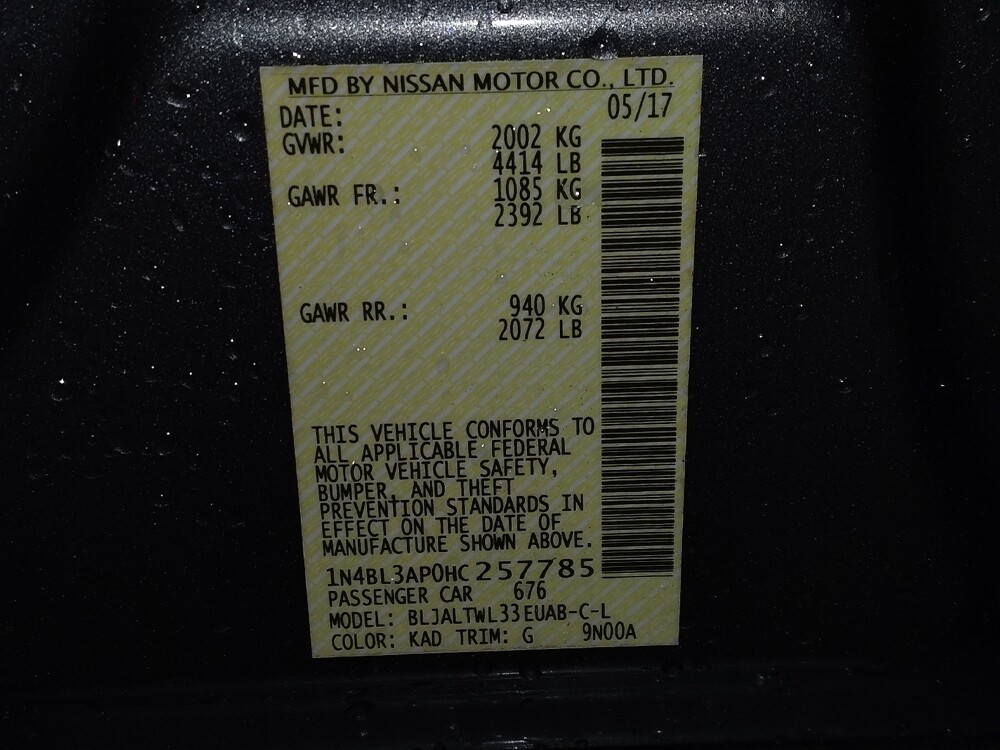 MFD BY NISSAN MOTOR CO., LTD.
DATE: 05/17
GVWR: 2002 KG
4414 LB
GAWR FR.: 1085 KG
2392 LB
GAWR RR.: 940 KG
2072 LB
THIS VEHICLE CONFORMS TO
ALL APPLICABLE FEDERAL
MOTOR VEHICLE SAFETY,
BUMPER, AND THEFT
PREVENTION STANDARDS IN
EFFECT ON THE DATE OF
MANUFACTURE SHOWN ABOVE.
1N4BL3AP0HC257785
PASSENGER CAR 676
MODEL: BLJALTWL33EUAB-C-L
COLOR: KAD TRIM: G 9N00A